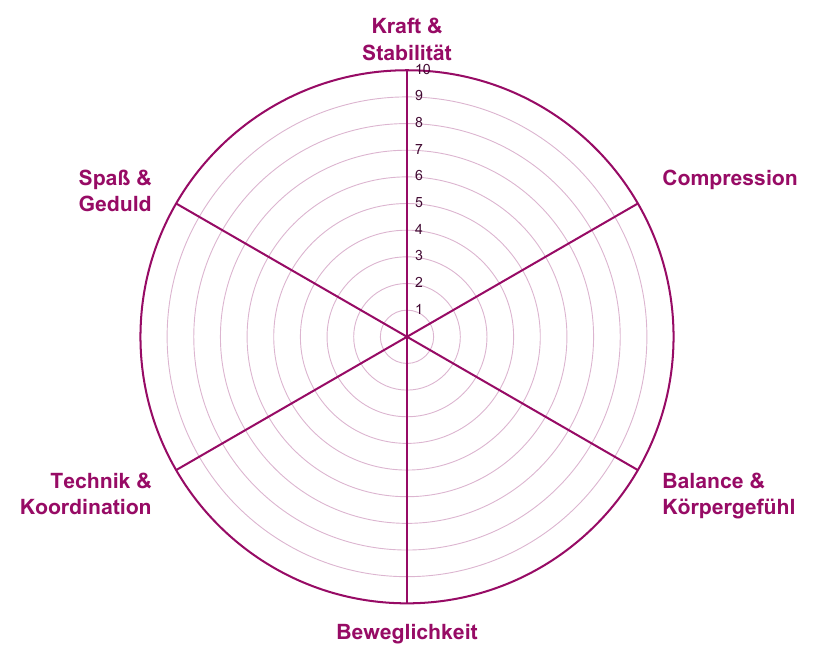 Kraft &
Stabilität
10
9
8
7
6
5
4
3
2
1
Spaß &
Geduld
Compression
Technik &
Koordination
Balance &
Körpergefühl
Beweglichkeit